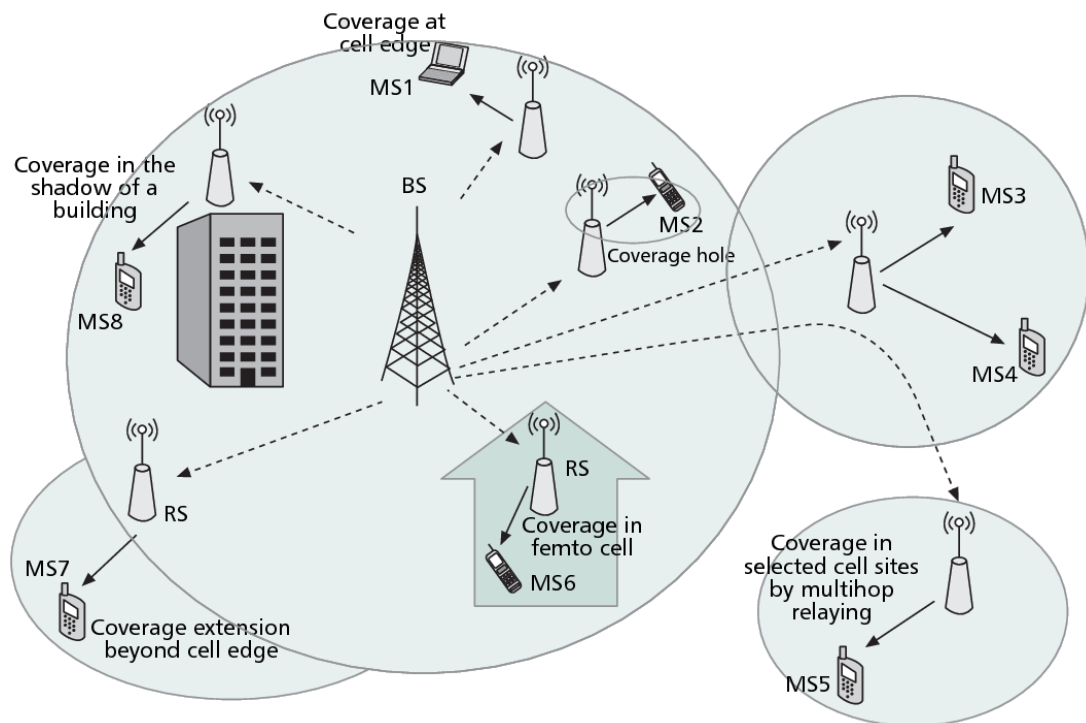 Coverage at
cell edge
MS1
Coverage in the
shadow of a
building
BS
MS2
Coverage hole
MS3
MS4
MS8
RS
RS
Coverage in
femto cell
MS6
MS7
Coverage extension
beyond cell edge
Coverage in
selected cell sites
by multihop
relaying
MS5